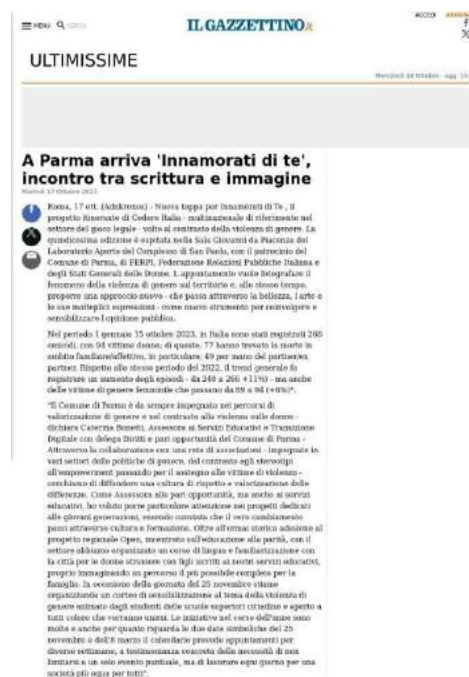 MENU CERCA
IL GAZZETTINO.it
ACCEDI
ULTIMISSIME
Mercoledì 18 Ottobre - agg.
A Parma arriva 'Innamorati di te',
incontro tra scrittura e immagine
Martedì 17 Ottobre 2023
Roma, 17 ott. (Adnkronos) - Nuova tappa per Innamorati di Te , il
progetto itinerante di Codere Italia - multinazionale di riferimento nel
settore del gioco legale - volto al contrasto della violenza di genere. La
quindicesima edizione è ospitata nella Sala Giovanni da Piacenza del
Laboratorio Aperto del Complesso di San Paolo, con il patrocinio del
Comune di Parma, di FERPI, Federazione Relazioni Pubbliche Italiana e
degli Stati Generali delle Donne. L appuntamento vuole fotografare il
fenomeno della violenza di genere sul territorio e, allo stesso tempo,
proporre una approccio nuovo - che passa attraverso la bellezza, l arte e
le sue molteplici espressioni - come nuovo strumento per coinvolgere e
sensibilizzare l opinione pubblica.
Nel periodo 1 gennaio 15 ottobre 2023, in Italia sono stati registrati 266
omicidi, con 94 vittime donne; di queste, 77 hanno trovato la morte in
ambito familiare/affettivo, in particolare, 49 per mano del partner/ex
partner. Rispetto allo stesso periodo del 2022, il trend generale fa
registrare un aumento degli episodi - da 240 a 266 +11%) - ma anche
delle vittime di genere femminile che passano da 89 a 94 (+6%)".
"Il Comune di Parma è da sempre impegnato nei percorsi di
valorizzazione di genere e nel contrasto alla violenza sulle donne -
dichiara Caterina Bonetti, Assessora ai Servizi Educativi e Transizione
Digitale con delega Diritti e pari opportunità del Comune di Parma -
Attraverso la collaborazione con una rete di associazioni - impegnate in
vari settori delle politiche di genere, dal contrasto agli stereotipi
all'empowerment passando per il sostegno alle vittime di violenza -
cerchiamo di diffondere una cultura di rispetto e valorizzazione delle
differenze. Come Assessora alle pari opportunità, ma anche ai servizi
educativi, ho voluto porre particolare attenzione nei progetti dedicati
alle giovani generazioni, essendo convinta che il vero cambiamento
passi attraverso cultura e formazione. Oltre all'ormai storica adesione al
progetto regionale Open, incentrato sull'educazione alla parità, con il
settore abbiamo organizzato un corso di lingua e familiarizzazione con
la città per le donne straniere con figli iscritti ai nostri servizi educativi,
proprio immaginando un percorso il più possibile completo per la
famiglia. In occasione della giornata del 25 novembre stiamo
organizzando un corteo di sensibilizzazione al tema della violenza di
genere animato dagli studenti delle scuole superiori cittadine e aperto a
tutti coloro che vorranno unirsi. Le iniziative nel corso dell'anno sono
molte e anche per quanto riguarda le due date simboliche del 25
novembre e dell'8 marzo il calendario prevede appuntamenti per
diverse settimane, a testimonianza concreta della necessità di non
limitarsi a un solo evento puntuale, ma di lavorare ogni giorno per una
società più equa per tutti".